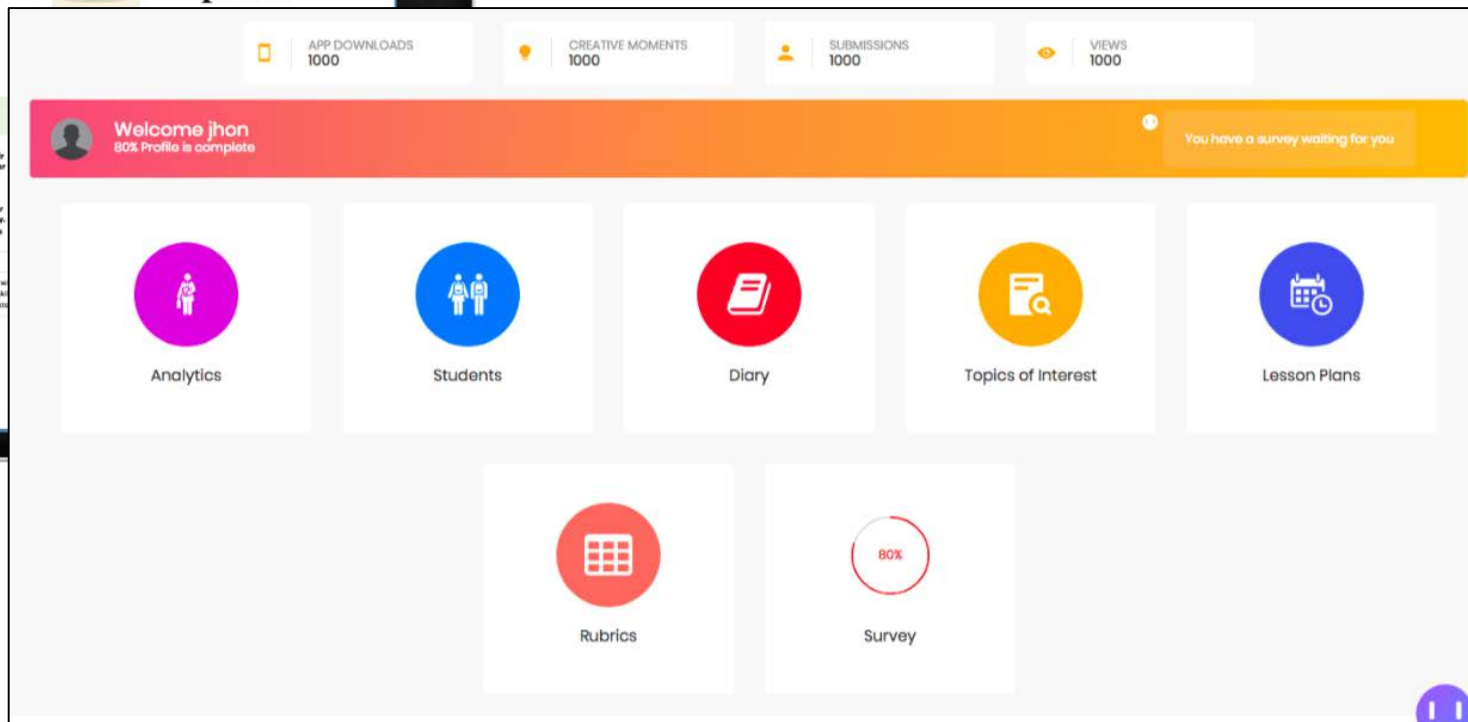 APP DOWNLOADS
1000
CREATIVE MOMENTS
1000
SUBMISSIONS
1000
VIEWS
1000
Welcome jhon
80% Profile is complete
You have a survey waiting for you
Analytics
Students
Diary
Topics of Interest
Lesson Plans
80%
Rubrics
Survey